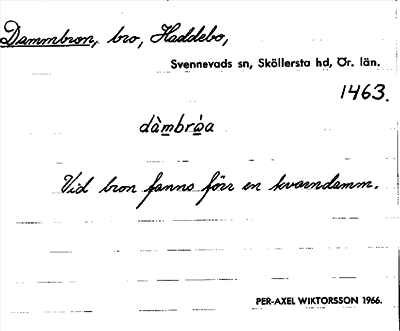 Dammbron, bro, Haddebo,
Svennevads sn, Sköllersta hd, Ör. län.
1463.
dàmbråa
Vid bron fanns förr en kvarndamm.
PER-AXEL WIKTORSSON 1966.